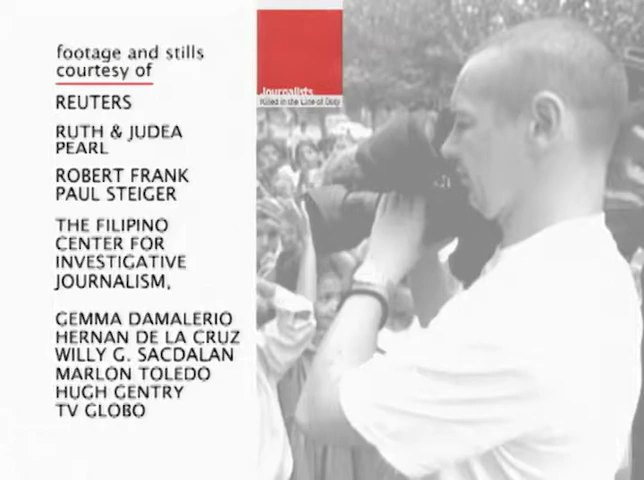 footage and stills
courtesy of
REUTERS
RUTH & JUDEA
PEARL
ROBERT FRANK
PAUL STEIGER
THE FILIPINO
CENTER FOR
INVESTIGATIVE
JOURNALISM,
GEMMA DAMALERIO
HERNAN DE LA CRUZ
WILLY G. SACDALAN
MARLON TOLEDO
HUGH GENTRY
TV GLOBO
Journalists
Killed in the Line of Duty